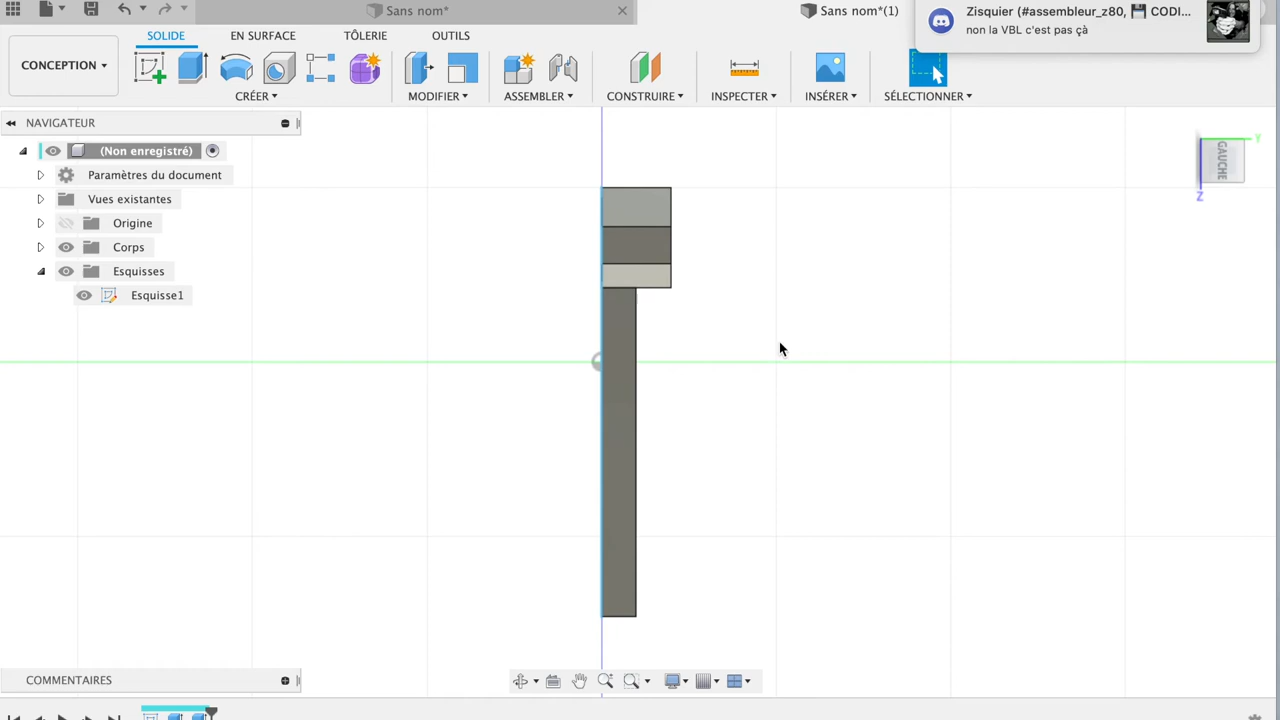 Sans nom*
Sans nom*(1)
Zisquier (#assembleur_z80, 💾 CODI...
non la VBL c'est pas çà
SOLIDE
EN SURFACE
TÔLERIE
OUTILS
CONCEPTION
CRÉER
MODIFIER
ASSEMBLER
CONSTRUIRE
INSPECTER
INSÉRER
SÉLECTIONNER
NAVIGATEUR
(Non enregistré)
Paramètres du document
Vues existantes
Origine
Corps
Esquisses
Esquisse1
Y
GAUCHE
Z
COMMENTAIRES